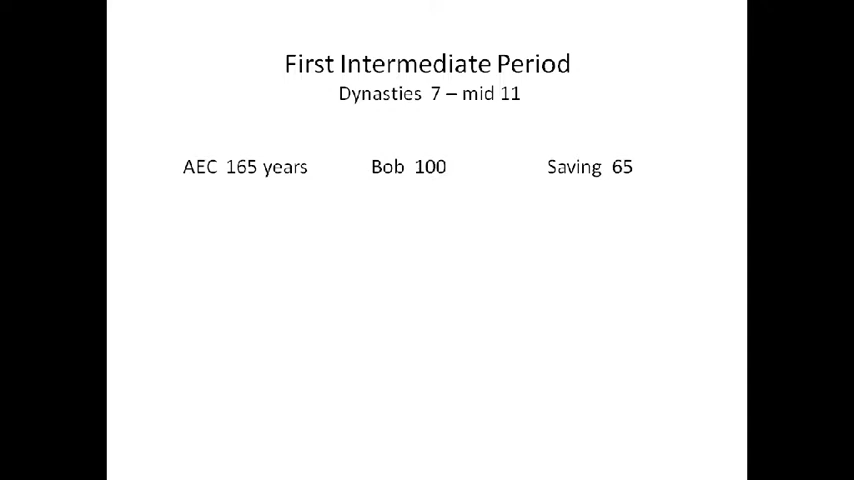 First Intermediate Period
Dynasties 7 – mid 11
AEC 165 years Bob 100 Saving 65